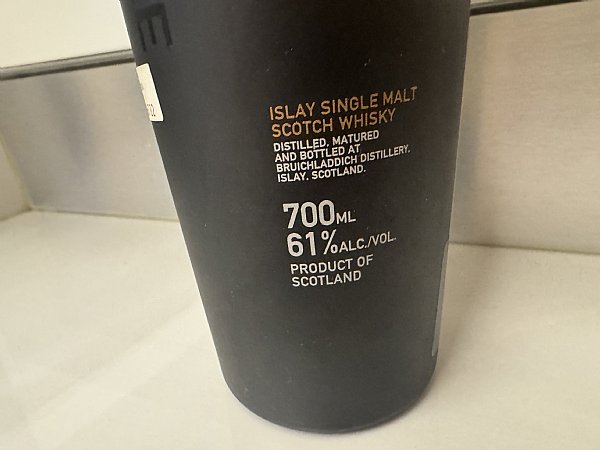 E
ISLAY SINGLE MALT
SCOTCH WHISKY
DISTILLED, MATURED
AND BOTTLED AT
BRUICHLADDICH DISTILLERY,
ISLAY, SCOTLAND.
700ML
61%ALC./VOL.
PRODUCT OF
SCOTLAND